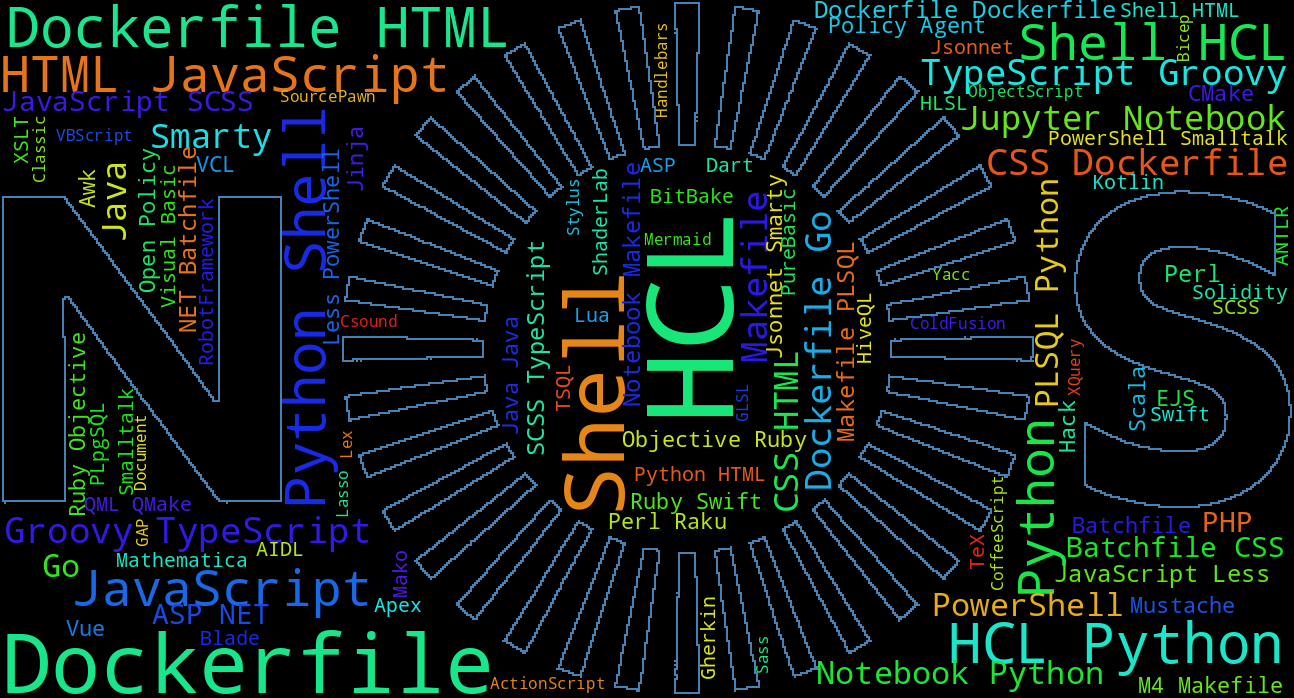 Dockerfile HTML
HTML JavaScript
JavaScript SCSS
SourcePawn
XSLT
Classic
VBScript
Smarty
VCL
Awk
Java
Open Policy
Visual Basic
NET Batchfile
RobotFramework
Python Shell
Less PowerShell
Jinja
Csound
Ruby Objective
PLpgSQL
Smalltalk
Document
Lex
Lasso
QML QMake
Groovy TypeScript
GAP
Go
Mathematica
AIDL
JavaScript
Mako
ASP NET
Apex
Vue
Blade
Dockerfile
ActionScript
Handlebars
ASP
Dart
Stylus
ShaderLab
BitBake
Mermaid
Notebook Makefile
HCL
Makefile
Jsonnet Smarty
PureBasic
SCSS TypeScript
Java Java
TSQL
Lua
Shell
GLSL
CSS HTML
Dockerfile Go
Makefile PLSQL
HiveQL
Objective Ruby
Python HTML
Ruby Swift
Perl Raku
Gherkin
Sass
Dockerfile Dockerfile
Shell HTML
Policy Agent
Jsonnet
Shell HCL
Bicep
TypeScript Groovy
ObjectScript
CMake
HLSL
Jupyter Notebook
PowerShell Smalltalk
CSS Dockerfile
Kotlin
PLSQL Python
ANTLR
Yacc
Perl
Solidity
SCSS
ColdFusion
XQuery
Hack
Scala
EJS
Swift
Python
TeX
CoffeeScript
Batchfile
PHP
Batchfile CSS
JavaScript Less
PowerShell
Mustache
HCL Python
Notebook Python
M4 Makefile